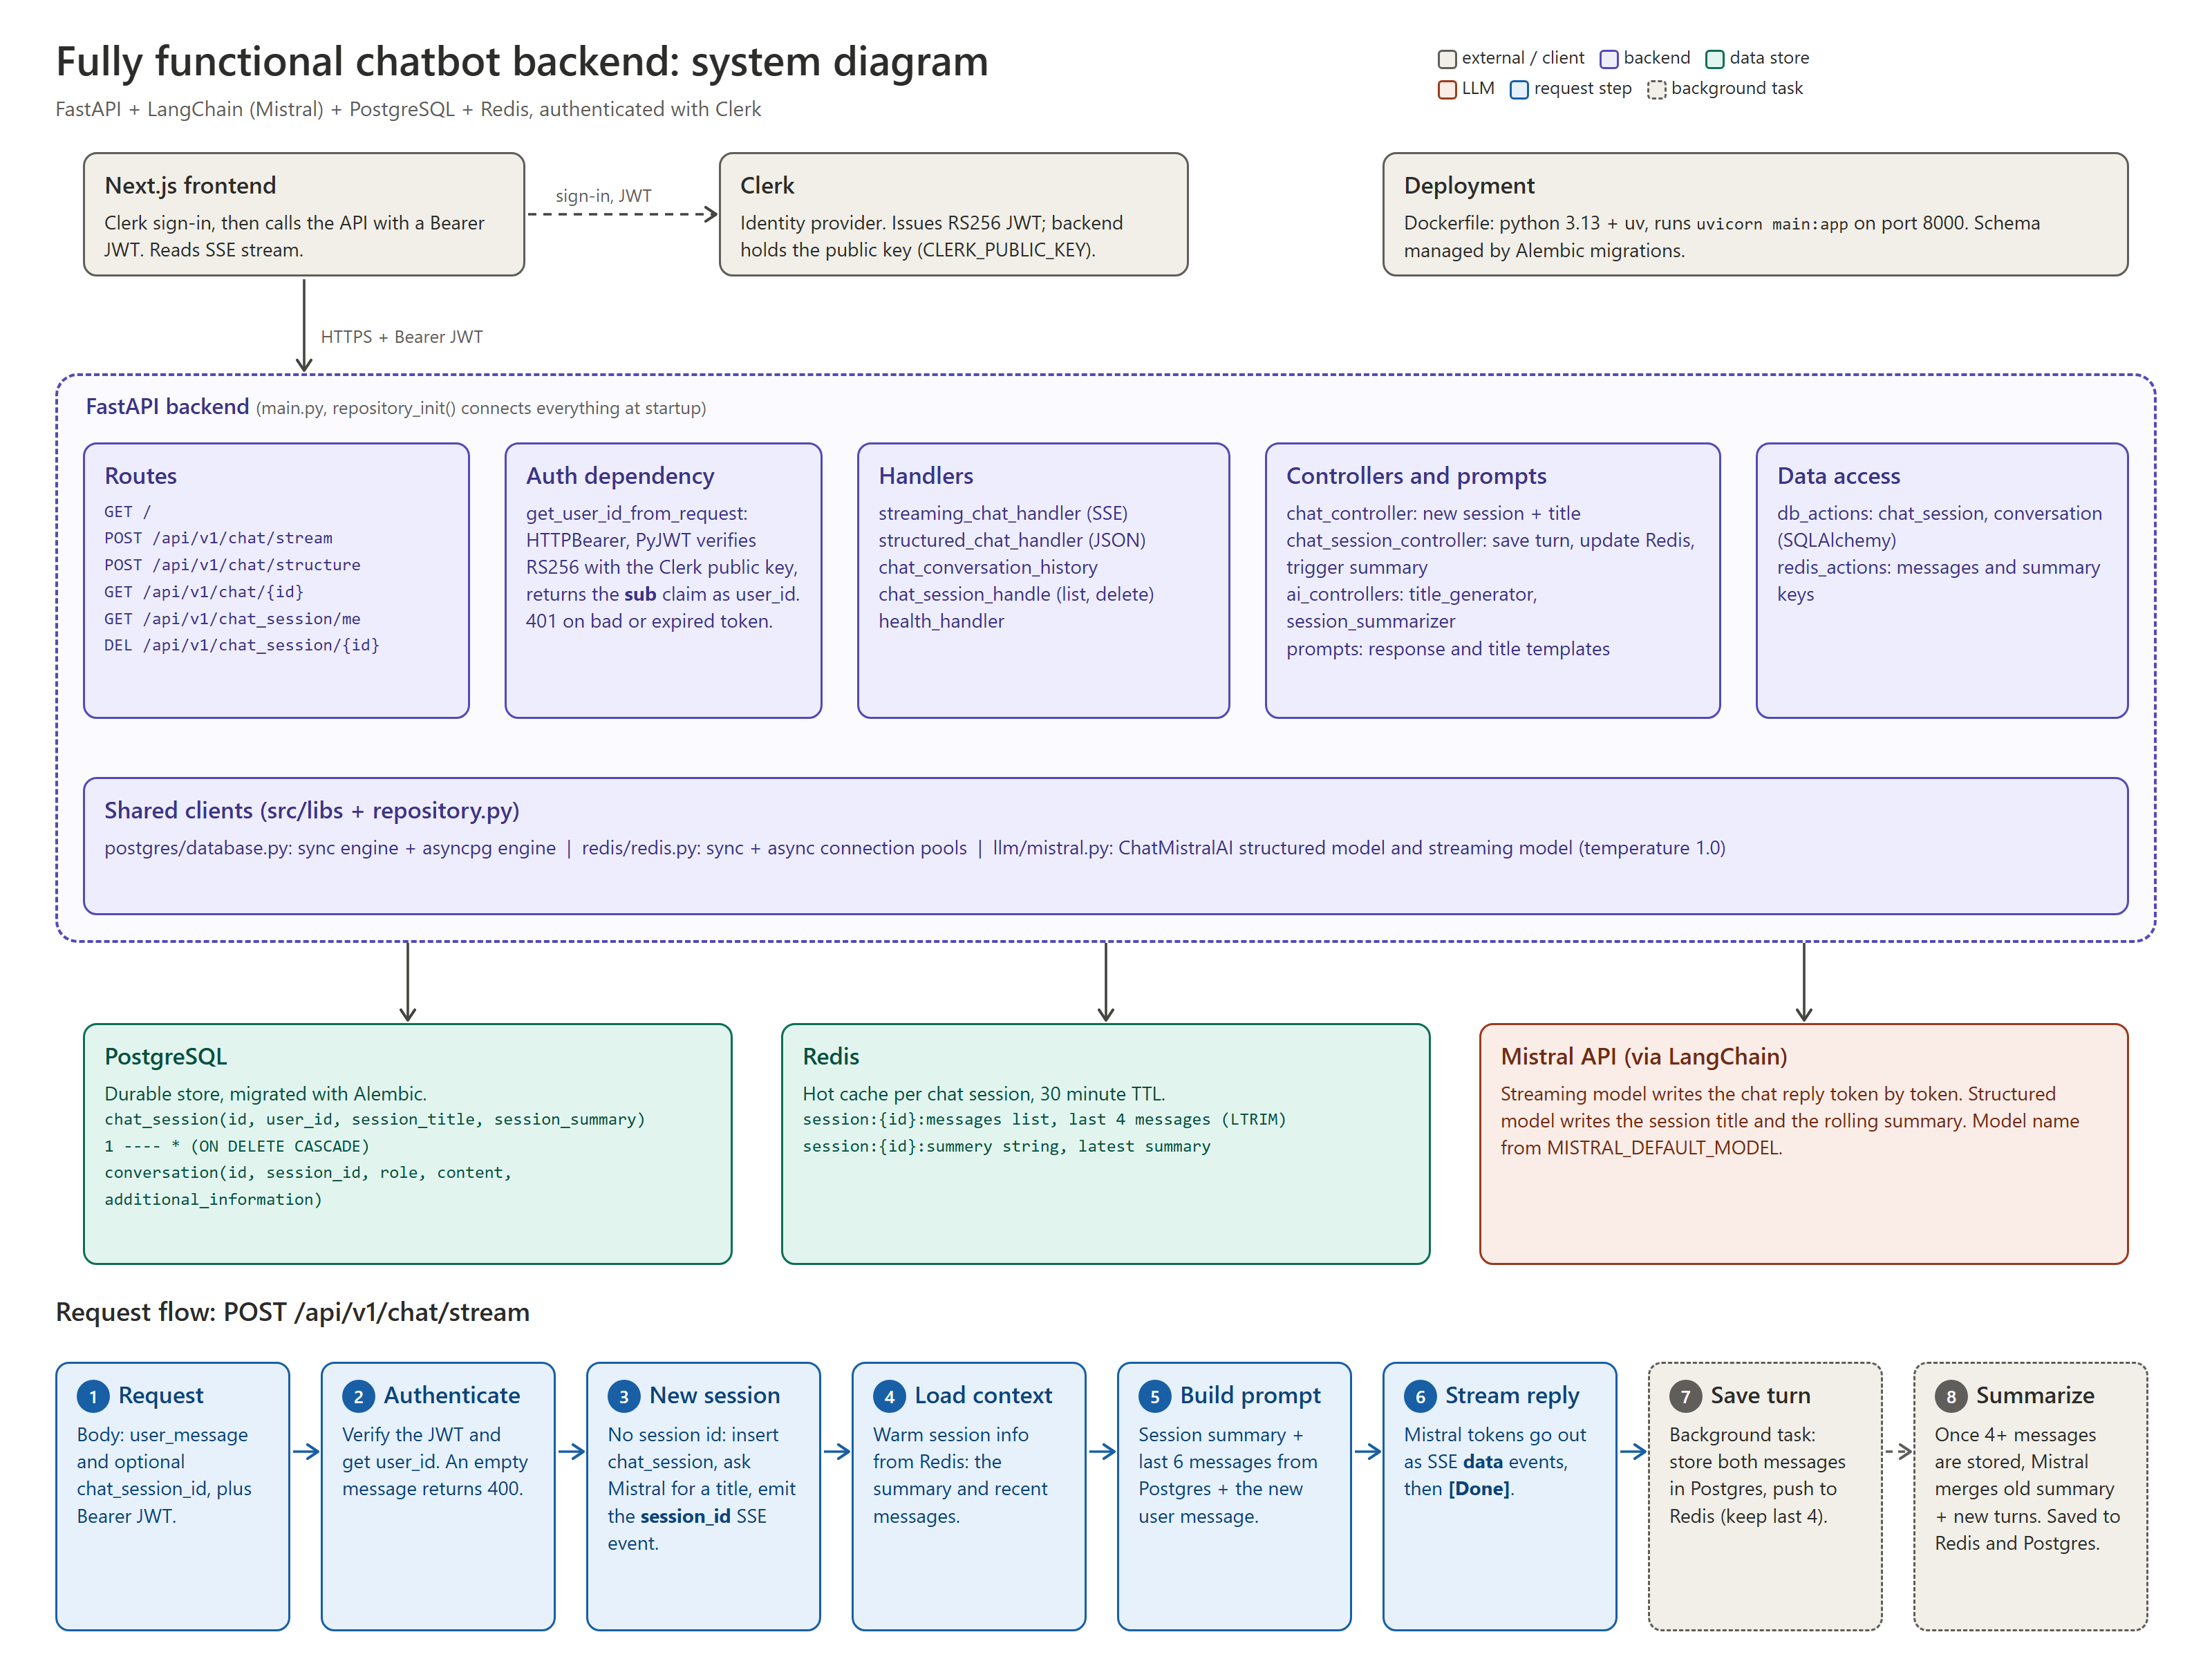 Fully functional chatbot backend: system diagram
FastAPI + LangChain (Mistral) + PostgreSQL + Redis, authenticated with Clerk
external / client
backend
data store
LLM
request step
background task
Next.js frontend
Clerk sign-in, then calls the API with a Bearer
JWT. Reads SSE stream.
sign-in, JWT
Clerk
Identity provider. Issues RS256 JWT; backend
holds the public key (CLERK_PUBLIC_KEY).
Deployment
Dockerfile: python 3.13 + uv, runs uvicorn main:app on port 8000. Schema
managed by Alembic migrations.
HTTPS + Bearer JWT
FastAPI backend (main.py, repository_init() connects everything at startup)
Routes
GET /
POST /api/v1/chat/stream
POST /api/v1/chat/structure
GET /api/v1/chat/{id}
GET /api/v1/chat_session/me
DEL /api/v1/chat_session/{id}
Auth dependency
get_user_id_from_request:
HTTPBearer, PyJWT verifies
RS256 with the Clerk public key,
returns the sub claim as user_id.
401 on bad or expired token.
Handlers
streaming_chat_handler (SSE)
structured_chat_handler (JSON)
chat_conversation_history
chat_session_handle (list, delete)
health_handler
Controllers and prompts
chat_controller: new session + title
chat_session_controller: save turn, update Redis,
trigger summary
ai_controllers: title_generator,
session_summarizer
prompts: response and title templates
Data access
db_actions: chat_session, conversation
(SQLAlchemy)
redis_actions: messages and summary
keys
Shared clients (src/libs + repository.py)
postgres/database.py: sync engine + asyncpg engine | redis/redis.py: sync + async connection pools | llm/mistral.py: ChatMistralAI structured model and streaming model (temperature 1.0)
PostgreSQL
Durable store, migrated with Alembic.
chat_session(id, user_id, session_title, session_summary)
1 ---- * (ON DELETE CASCADE)
conversation(id, session_id, role, content,
additional_information)
Redis
Hot cache per chat session, 30 minute TTL.
session:{id}:messages list, last 4 messages (LTRIM)
session:{id}:summery string, latest summary
Mistral API (via LangChain)
Streaming model writes the chat reply token by token. Structured
model writes the session title and the rolling summary. Model name
from MISTRAL_DEFAULT_MODEL.
Request flow: POST /api/v1/chat/stream
1 Request
Body: user_message
and optional
chat_session_id, plus
Bearer JWT.
2 Authenticate
Verify the JWT and
get user_id. An empty
message returns 400.
3 New session
No session id: insert
chat_session, ask
Mistral for a title, emit
the session_id SSE
event.
4 Load context
Warm session info
from Redis: the
summary and recent
messages.
5 Build prompt
Session summary +
last 6 messages from
Postgres + the new
user message.
6 Stream reply
Mistral tokens go out
as SSE data events,
then [Done].
7 Save turn
Background task:
store both messages
in Postgres, push to
Redis (keep last 4).
8 Summarize
Once 4+ messages
are stored, Mistral
merges old summary
+ new turns. Saved to
Redis and Postgres.